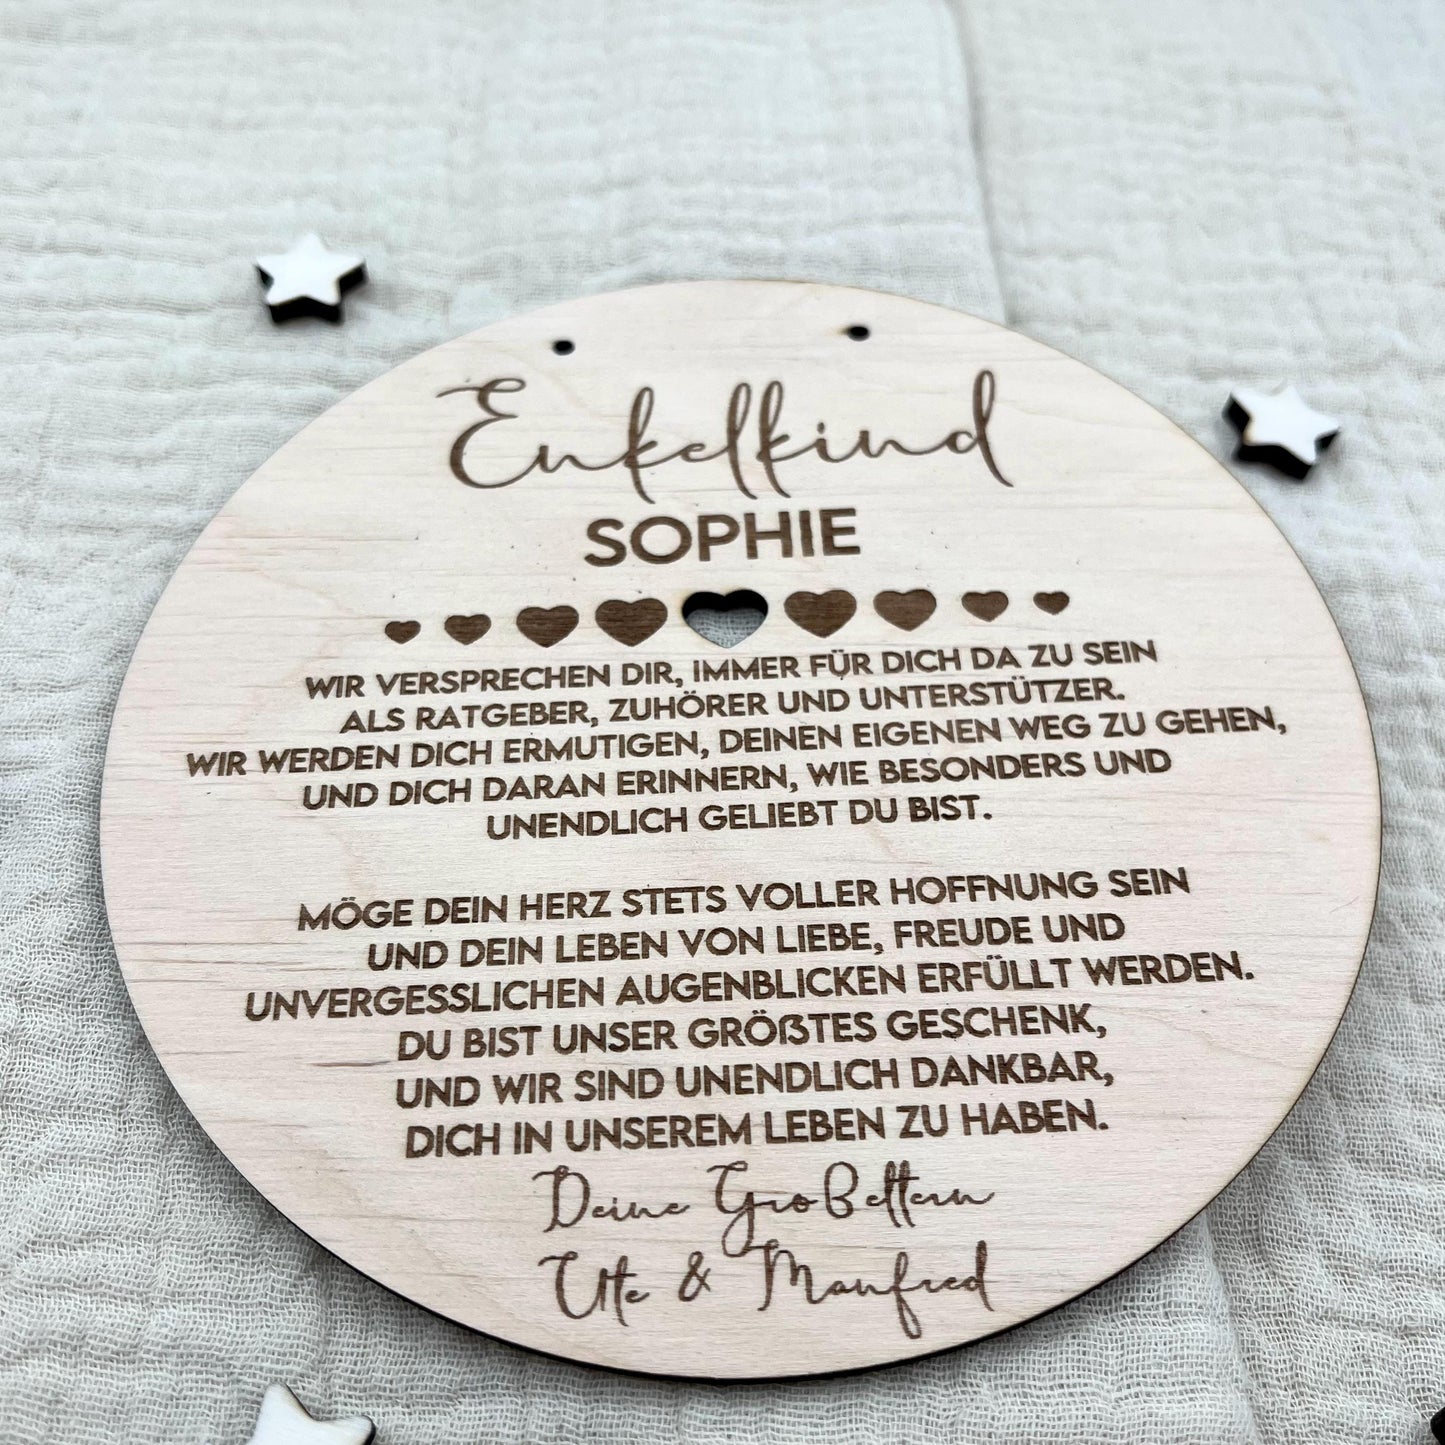 Enkelkind
SOPHIE
WIR VERSPRECHEN DIR, IMMER FÜR DICH DA ZU SEIN
ALS RATGEBER, ZUHÖRER UND UNTERSTÜTZER.
WIR WERDEN DICH ERMUTIGEN, DEINEN EIGENEN WEG ZU GEHEN,
UND DICH DARAN ERINNERN, WIE BESONDERS UND
UNENDLICH GELIEBT DU BIST.
MÖGE DEIN HERZ STETS VOLLER HOFFNUNG SEIN
UND DEIN LEBEN VON LIEBE, FREUDE UND
UNVERGESSLICHEN AUGENBLICKEN ERFÜLLT WERDEN.
DU BIST UNSER GRÖßTES GESCHENK,
UND WIR SIND UNENDLICH DANKBAR,
DICH IN UNSEREM LEBEN ZU HABEN.
Deine Großeltern
Ute & Manfred